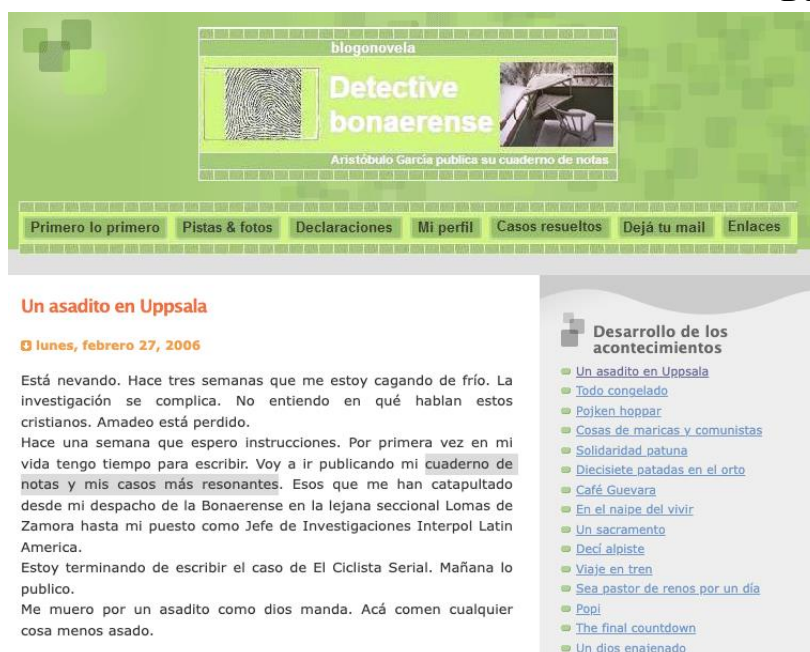 blogonovela
Detective
bonaerense
Aristóbulo García publica su cuaderno de notas
Primero lo primero
Pistas & fotos
Declaraciones
Mi perfil
Casos resueltos
Dejá tu mail
Enlaces
Un asadito en Uppsala
lunes, febrero 27, 2006
Está nevando. Hace tres semanas que me estoy cagando de frío. La
investigación se complica. No entiendo en qué hablan estos
cristianos. Amadeo está perdido.
Hace una semana que espero instrucciones. Por primera vez en mi
vida tengo tiempo para escribir. Voy a ir publicando mi cuaderno de
notas y mis casos más resonantes. Esos que me han catapultado
desde mi despacho de la Bonaerense en la lejana seccional Lomas de
Zamora hasta mi puesto como Jefe de Investigaciones Interpol Latin
America.
Estoy terminando de escribir el caso de El Ciclista Serial. Mañana lo
publico.
Me muero por un asadito como dios manda. Acá comen cualquier
cosa menos asado.
Desarrollo de los
acontecimientos
Un asadito en Uppsala
Todo congelado
Pojken hoppar
Cosas de maricas y comunistas
Solidaridad patuna
Diecisiete patadas en el orto
Café Guevara
En el naipe del vivir
Un sacramento
Decí alpiste
Viaje en tren
Sea pastor de renos por un día
Popi
The final countdown
Un dios enajenado